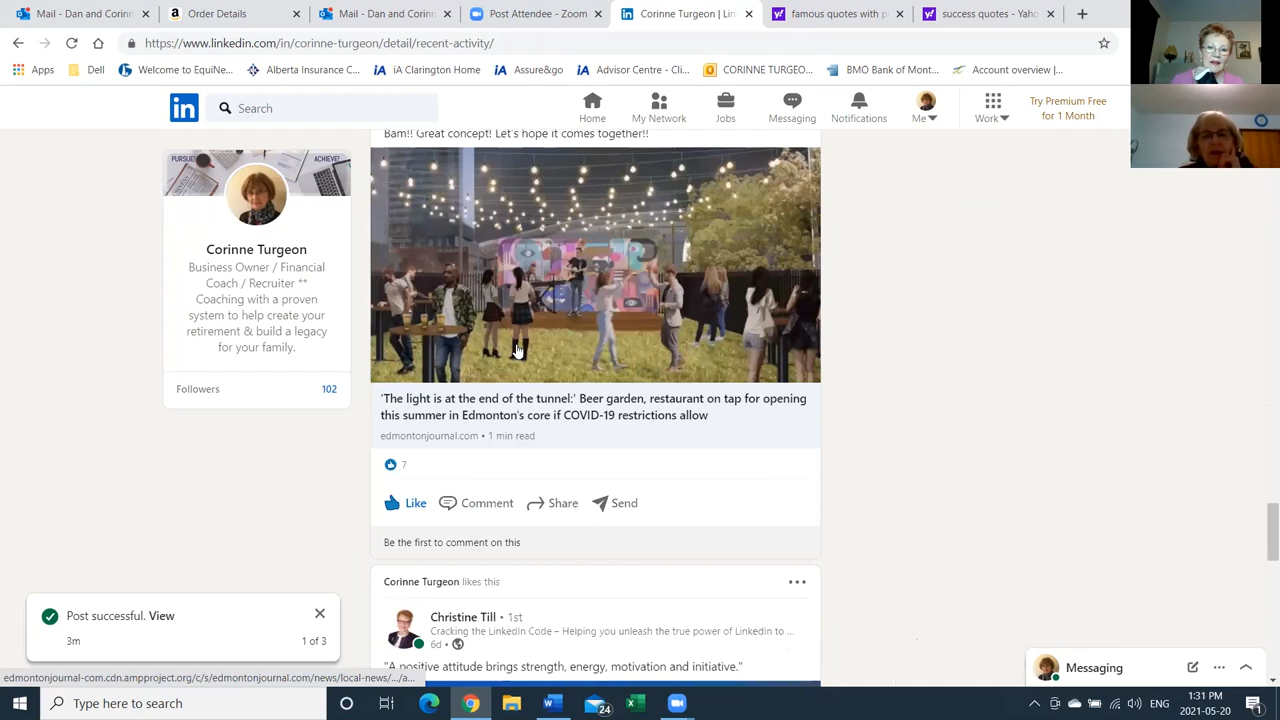 Mail - Dan and Corinn
Order Details
Mail - Dan and Corinn
Post Attendee - Zoom
Corinne Turgeon | Lin
famous quotes with p
success quotes - Yaho
https://www.linkedin.com/in/corinne-turgeon/detail/recent-activity/
Apps
Dell
Welcome to EquiNe...
Alberta Insurance C...
iA Clarington Home
Assure&go
Advisor Centre - Cli...
CORINNE TURGEO...
BMO Bank of Mont...
Account overview |...
Search
Home
My Network
Jobs
Messaging
Notifications
Me
Work
Try Premium Free
for 1 Month
Bam!! Great concept! Let's hope it comes together!!
PURSUE
ACHIEVE!
Corinne Turgeon
Business Owner / Financial
Coach / Recruiter **
Coaching with a proven
system to help create your
retirement & build a legacy
for your family.
Followers 102
'The light is at the end of the tunnel:' Beer garden, restaurant on tap for opening
this summer in Edmonton's core if COVID-19 restrictions allow
edmontonjournal.com • 1 min read
7
Like Comment Share Send
Be the first to comment on this
Corinne Turgeon likes this
Christine Till • 1st
Cracking the LinkedIn Code – Helping you unleash the true power of LinkedIn to ...
6d •
"A positive attitude brings strength, energy, motivation and initiative."
Post successful. View
3m 1 of 3
edmontonjournal-com.cdn.ampproject.org/c/s/edmontonjournal.com/news/local-news/.../a...
Messaging
Type here to search
24
ENG
1:31 PM
2021-05-20
1